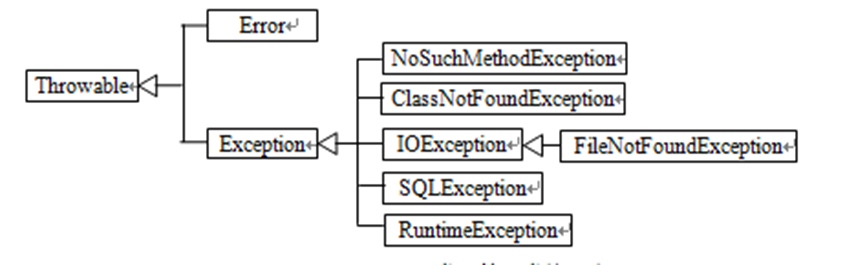 Error
NoSuchMethodException
Throwable
ClassNotFoundException
Exception
IOException
FileNotFoundException
SQLException
RuntimeException